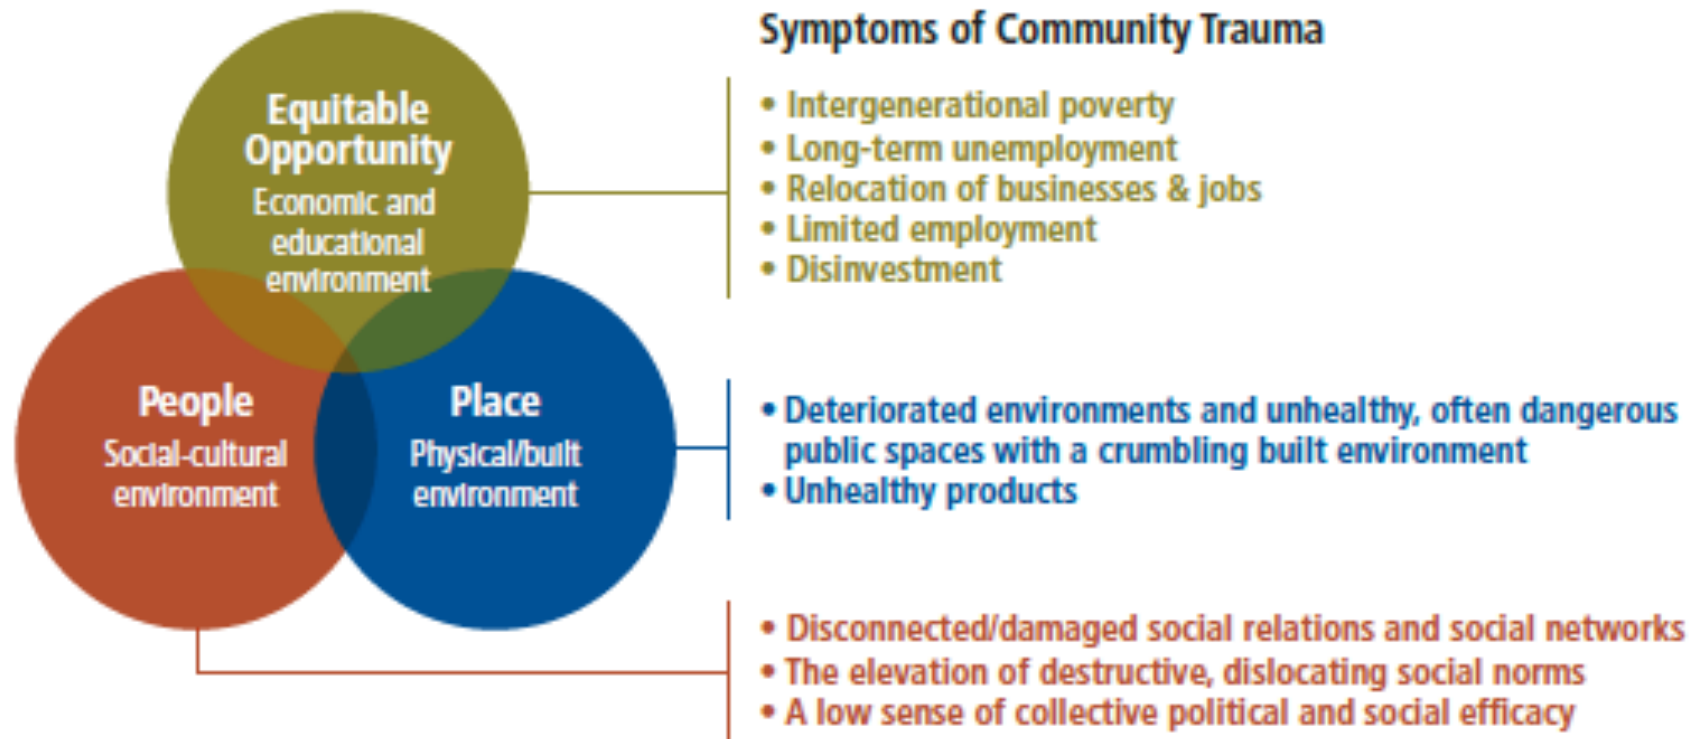 Symptoms of Community Trauma
Equitable
Opportunity
Economic and
educational
environment
• Intergenerational poverty
• Long-term unemployment
• Relocation of businesses & jobs
• Limited employment
• Disinvestment
People
Social-cultural
environment
Place
Physical/built
environment
• Deteriorated environments and unhealthy, often dangerous
public spaces with a crumbling built environment
• Unhealthy products
• Disconnected/damaged social relations and social networks
• The elevation of destructive, dislocating social norms
• A low sense of collective political and social efficacy